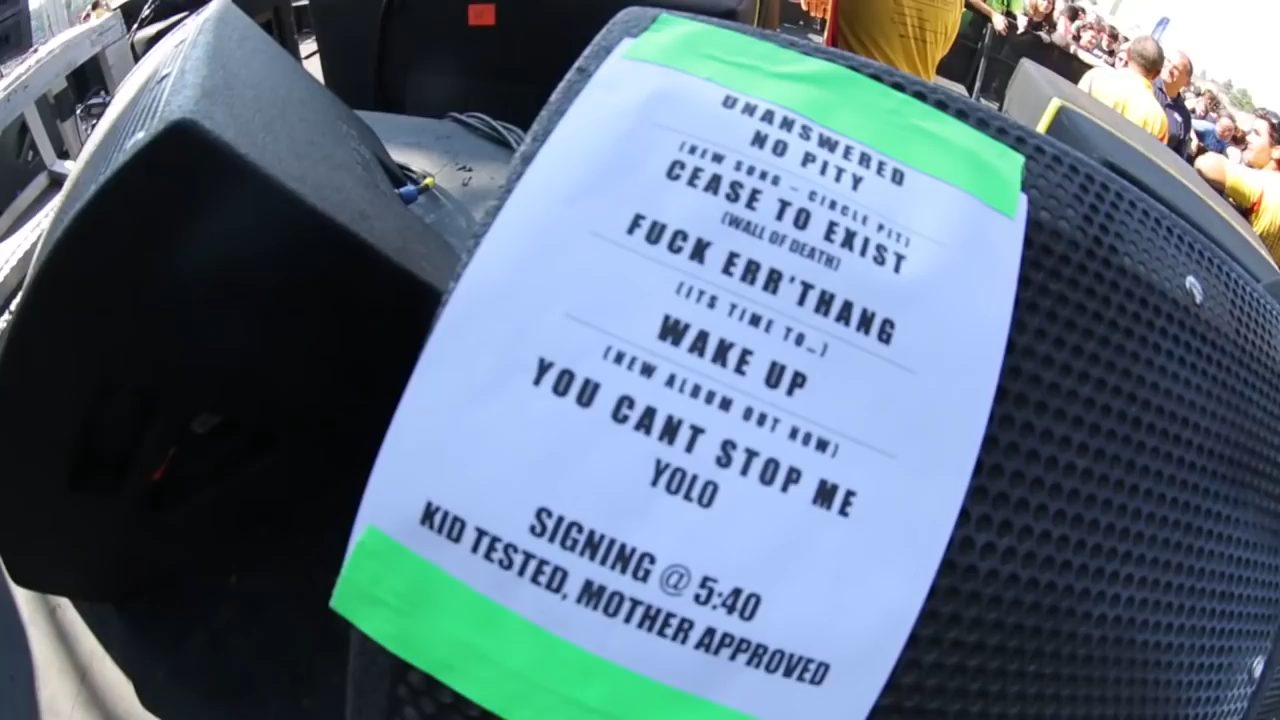 UNANSWERED
NO PITY
(NEW SONG - CIRCLE PIT)
CEASE TO EXIST
(WALL OF DEATH)
FUCK ERR'THANG
(ITS TIME TO…)
WAKE UP
(NEW ALBUM OUT NOW)
YOU CANT STOP ME
YOLO
SIGNING @ 5:40
KID TESTED, MOTHER APPROVED